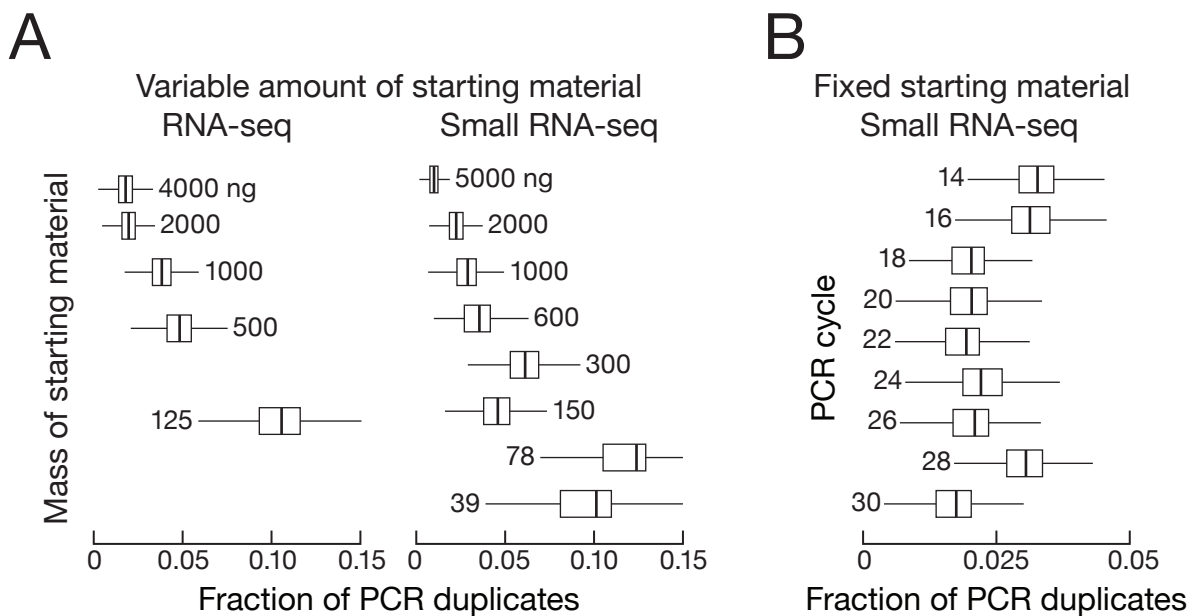 A
Variable amount of starting material
RNA-seq
Small RNA-seq
Mass of starting material
4000 ng
2000
1000
500
125
5000 ng
2000
1000
600
300
150
78
39
0 0.05 0.10 0.15
0 0.05 0.10 0.15
Fraction of PCR duplicates
B
Fixed starting material
Small RNA-seq
PCR cycle
14
16
18
20
22
24
26
28
30
0 0.025 0.05
Fraction of PCR duplicates